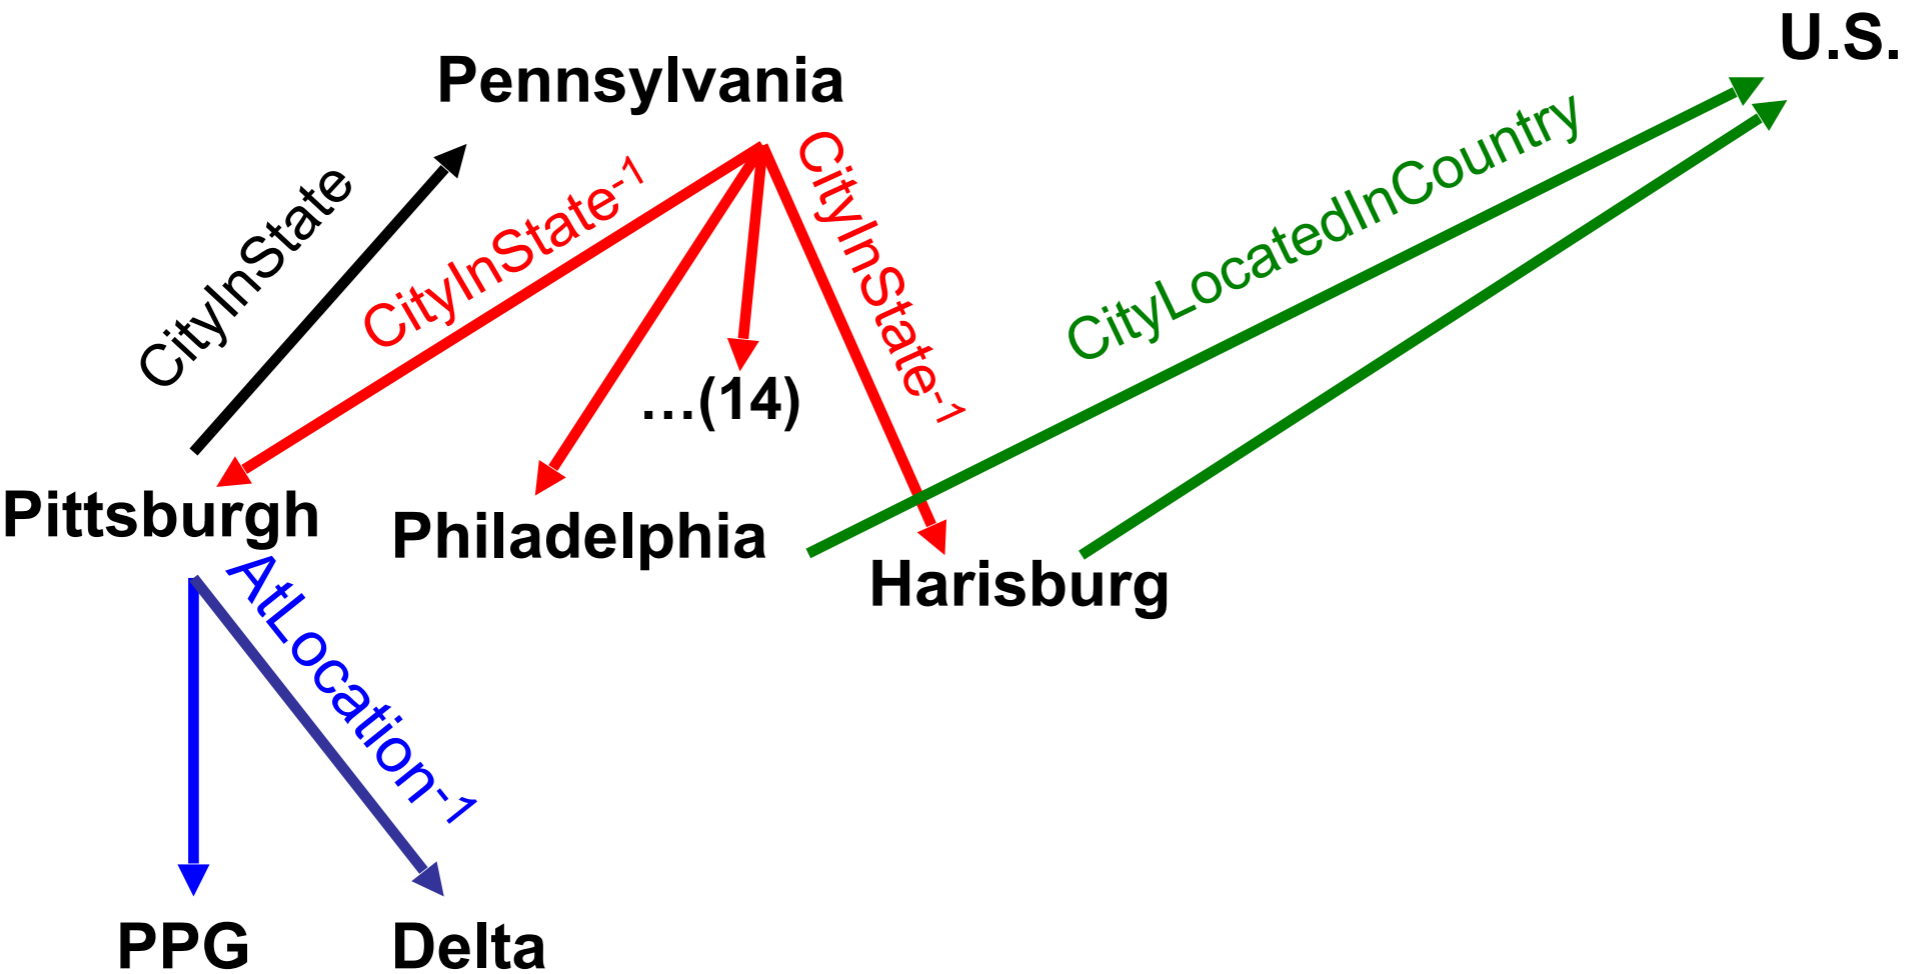 U.S.
Pennsylvania
CityInState
CityInState-1
CityInState-1
CityLocatedInCountry
…(14)
Pittsburgh
Philadelphia
Harisburg
AtLocation-1
PPG
Delta